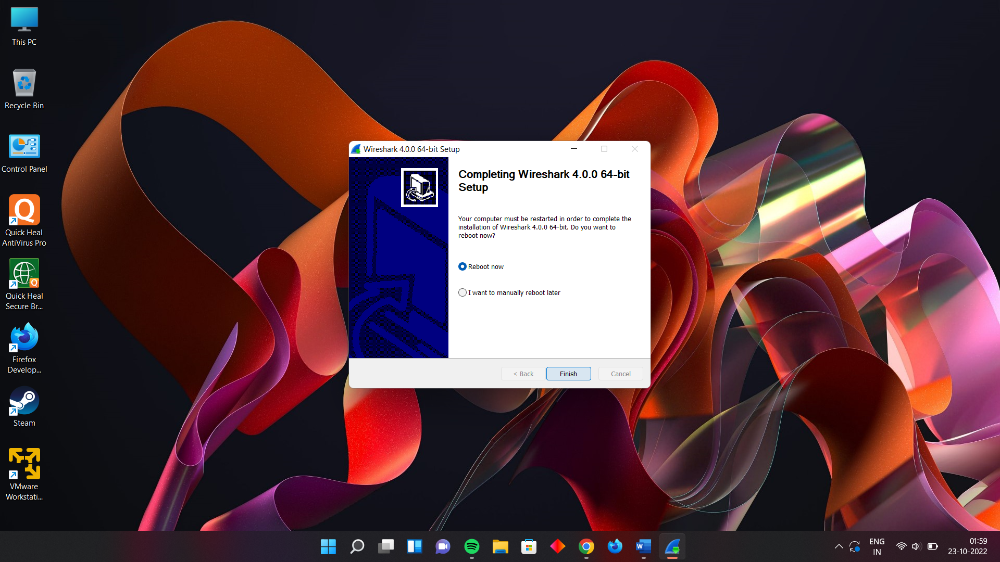 This PC
Recycle Bin
Control Panel
Quick Heal
AntiVirus Pro
Quick Heal
Secure Br...
Firefox
Develop...
Steam
VMware
Workstati...
Wireshark 4.0.0 64-bit Setup
Completing Wireshark 4.0.0 64-bit
Setup
Your computer must be restarted in order to complete the
installation of Wireshark 4.0.0 64-bit. Do you want to
reboot now?
Reboot now
I want to manually reboot later
< Back
Finish
Cancel
ENG
IN
01:59
23-10-2022